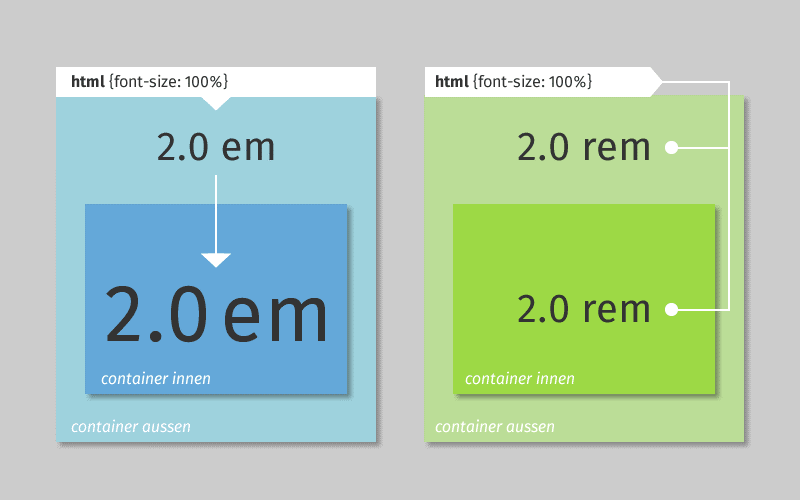 html {font-size: 100%}
2.0 em
2.0 em
container innen
container aussen
html {font-size: 100%}
2.0 rem
2.0 rem
container innen
container aussen